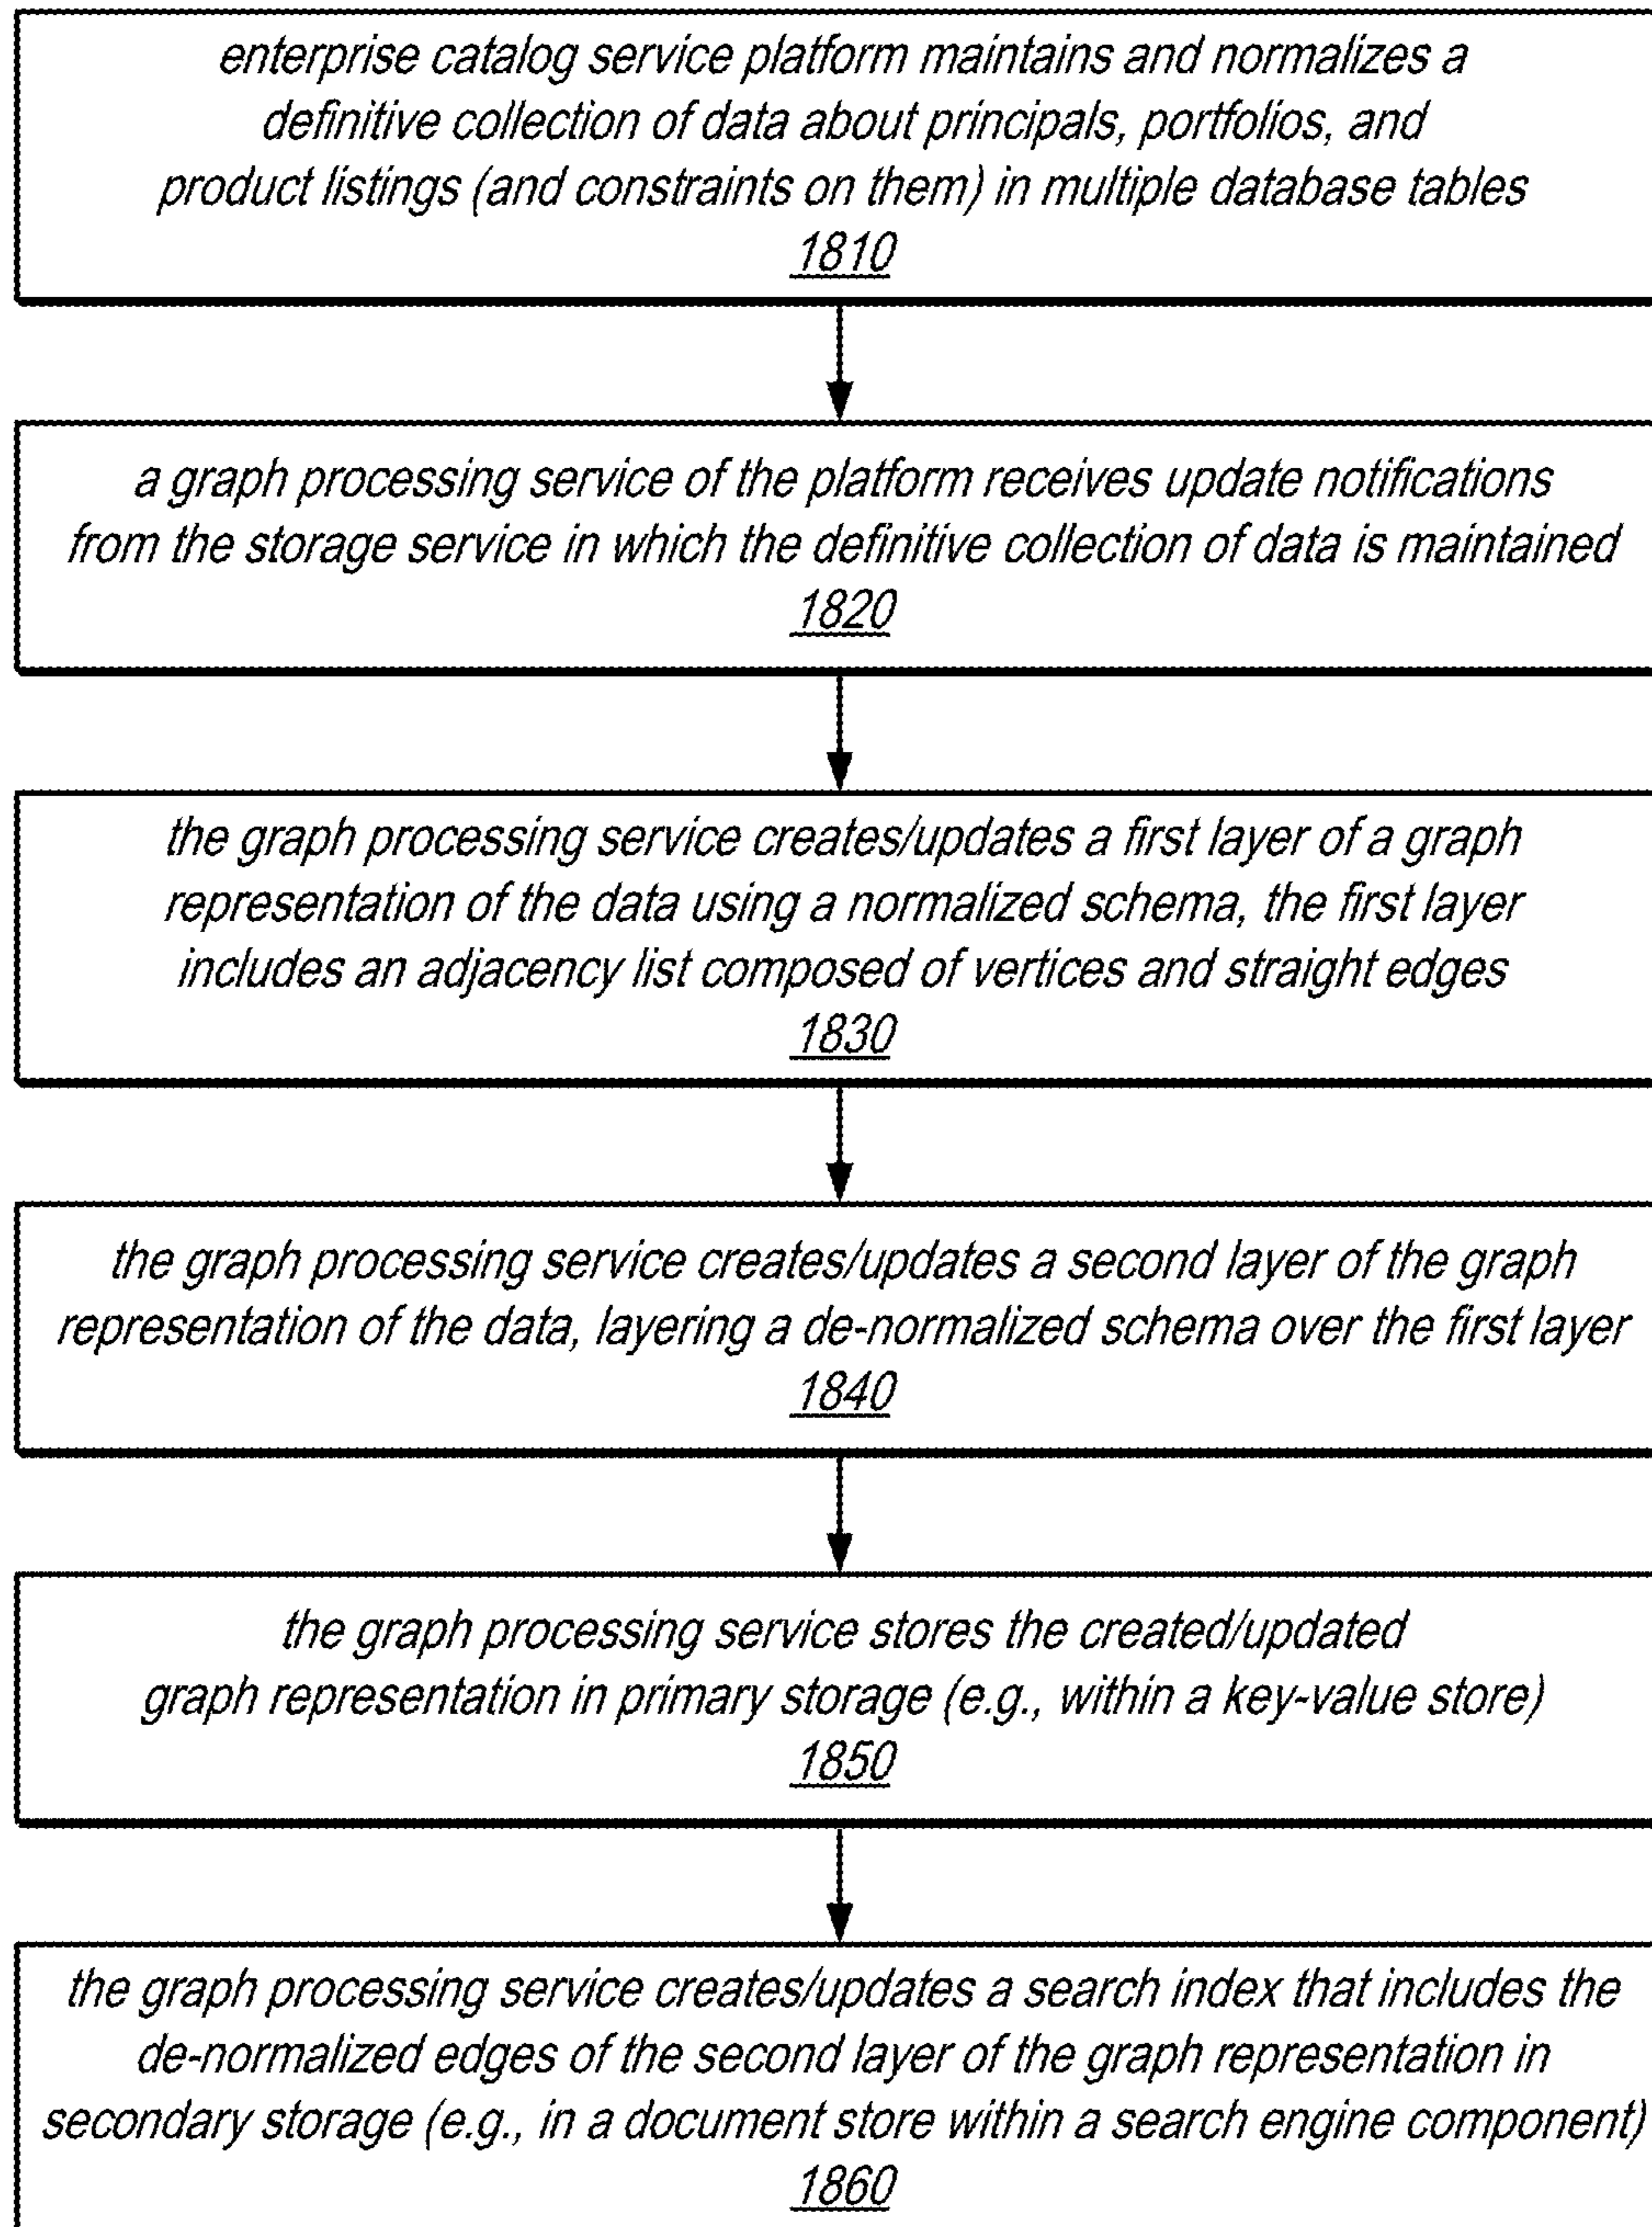 enterprise catalog service platform maintains and normalizes a
definitive collection of data about principals, portfolios, and
product listings (and constraints on them) in multiple database tables
1810
a graph processing service of the platform receives update notifications
from the storage service in which the definitive collection of data is maintained
1820
the graph processing service creates/updates a first layer of a graph
representation of the data using a normalized schema, the first layer
includes an adjacency list composed of vertices and straight edges
1830
the graph processing service creates/updates a second layer of the graph
representation of the data, layering a de-normalized schema over the first layer
1840
the graph processing service stores the created/updated
graph representation in primary storage (e.g., within a key-value store)
1850
the graph processing service creates/updates a search index that includes the
de-normalized edges of the second layer of the graph representation in
secondary storage (e.g., in a document store within a search engine component)
1860